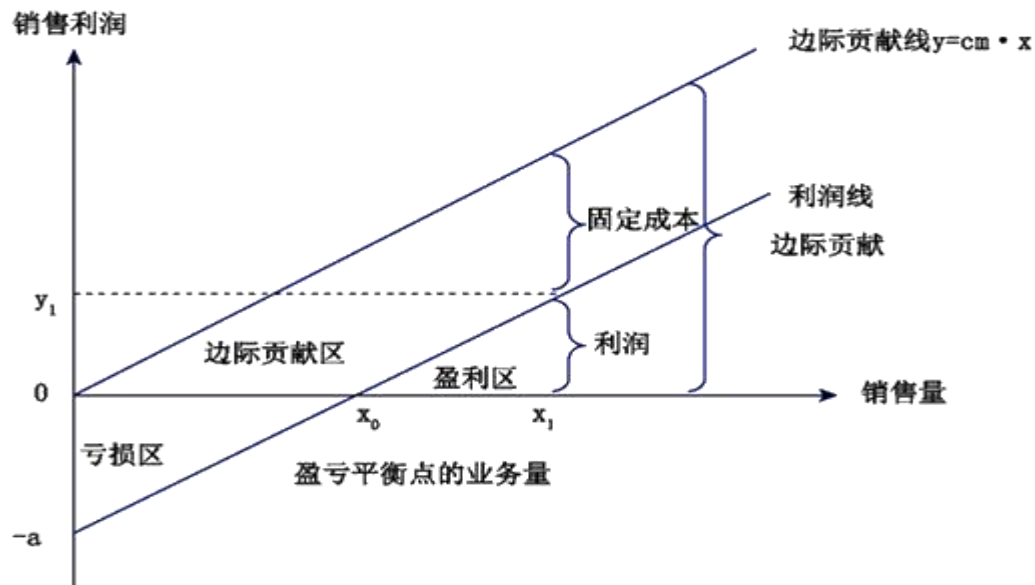 销售利润
边际贡献线y=cm·x
利润线
固定成本
边际贡献
y₁
边际贡献区
利润
盈利区
0
销售量
x₀
x₁
亏损区
盈亏平衡点的业务量
-a